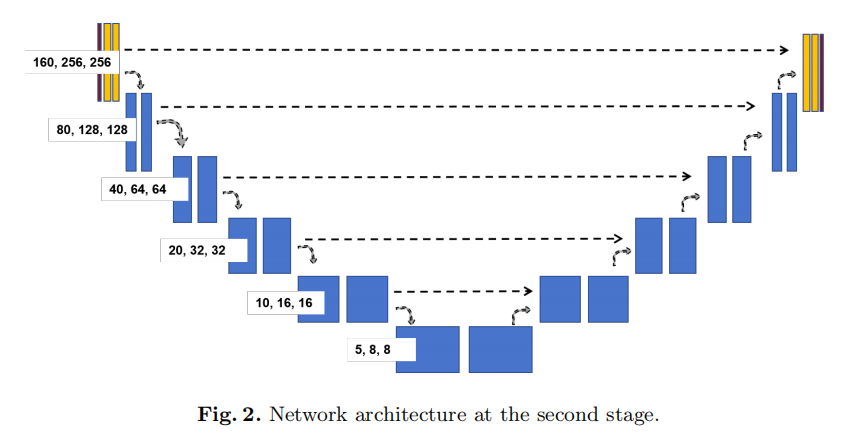 160, 256, 256
80, 128, 128
40, 64, 64
20, 32, 32
10, 16, 16
5, 8, 8
Fig. 2. Network architecture at the second stage.